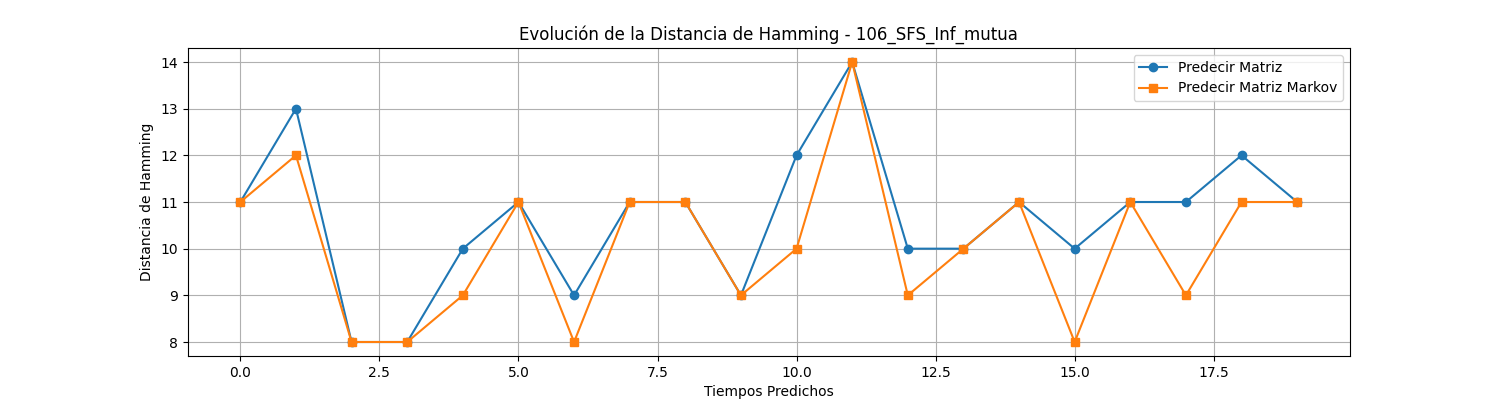 Evolución de la Distancia de Hamming - 106_SFS_Inf_mutua
14
13
12
11
10
9
8
Distancia de Hamming
Predecir Matriz
Predecir Matriz Markov
0.0 2.5 5.0 7.5 10.0 12.5 15.0 17.5
Tiempos Predichos